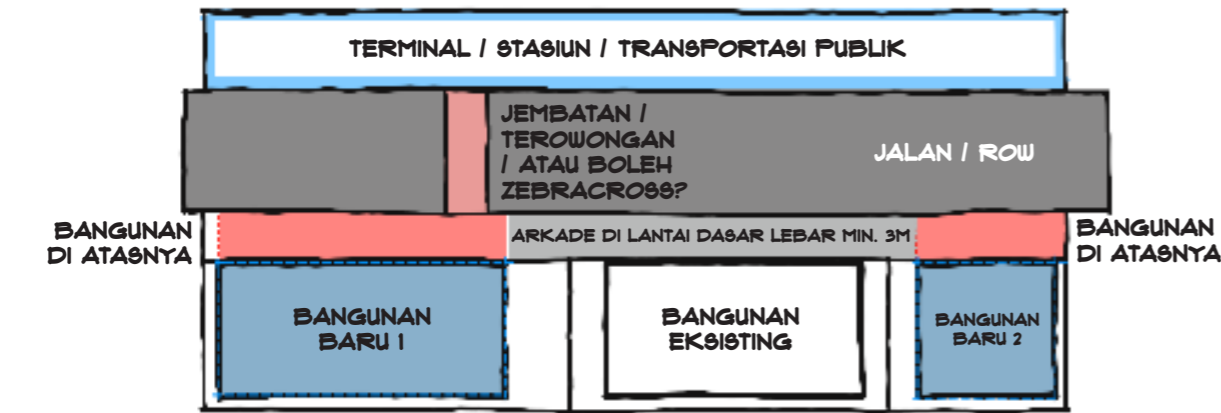 TERMINAL / STASIUN / TRANSPORTASI PUBLIK
JEMBATAN /
TEROWONGAN
/ ATAU BOLEH
ZEBRACROSS?
JALAN / ROW
BANGUNAN
DI ATASNYA
ARKADE DI LANTAI DASAR LEBAR MIN. 3M
BANGUNAN
DI ATASNYA
BANGUNAN
BARU 1
BANGUNAN
EKSISTING
BANGUNAN
BARU 2